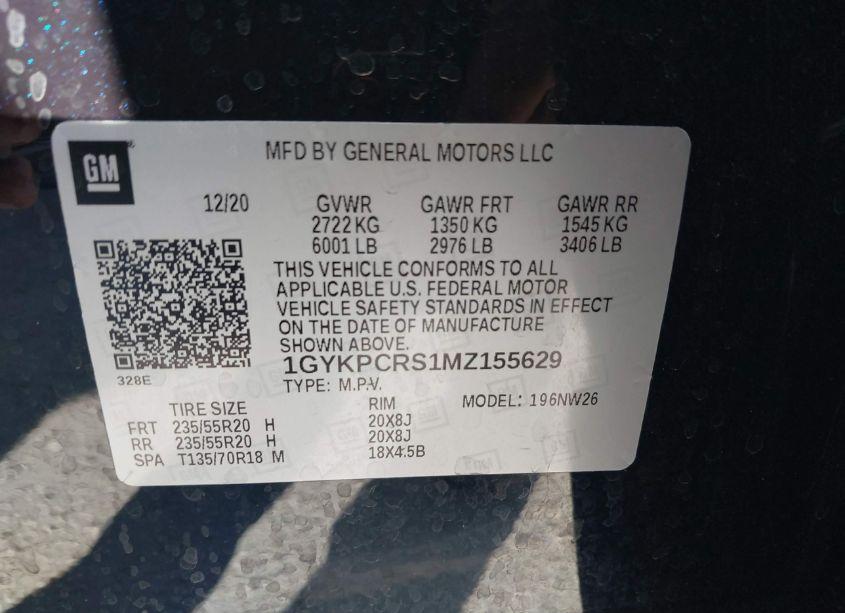 GM
MFD BY GENERAL MOTORS LLC
12/20 GVWR GAWR FRT GAWR RR
2722 KG 1350 KG 1545 KG
6001 LB 2976 LB 3406 LB
THIS VEHICLE CONFORMS TO ALL
APPLICABLE U.S. FEDERAL MOTOR
VEHICLE SAFETY STANDARDS IN EFFECT
ON THE DATE OF MANUFACTURE
SHOWN ABOVE.
1GYKPCRS1MZ155629
328E
TYPE: M.P.V.
TIRE SIZE RIM MODEL: 196NW26
FRT 235/55R20 H 20X8J
RR 235/55R20 H 20X8J
SPA T135/70R18 M 18X4.5B